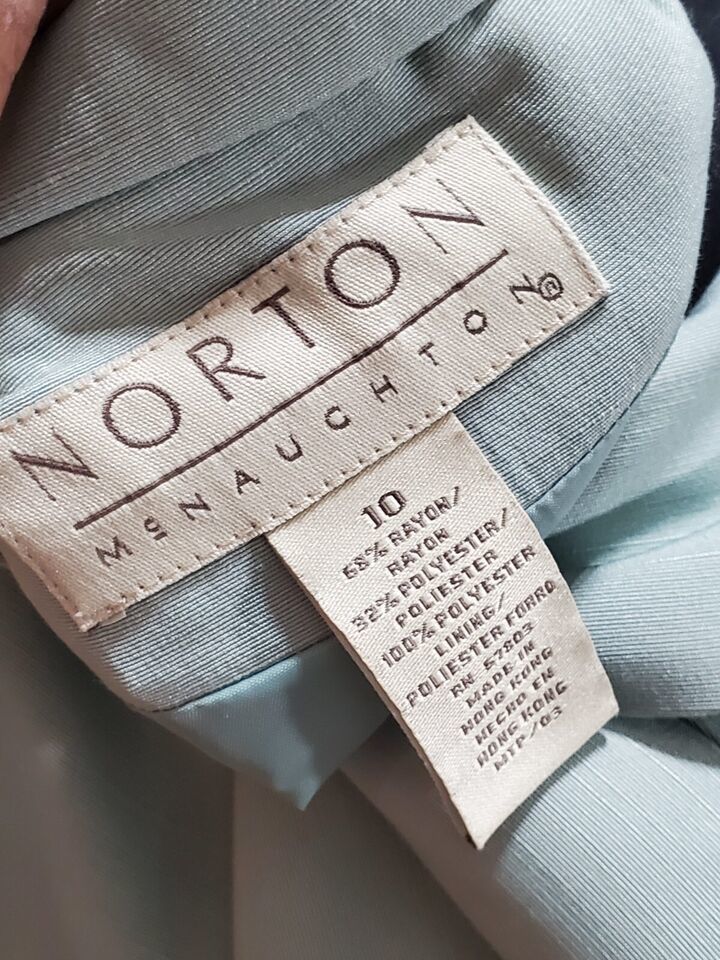 NORTON
McNAUGHTON®
10
68% RAYON/
RAYON
32% POLYESTER/
POLIESTER
100% POLYESTER
LINING/
POLIESTER FORRO
RN 67803
MADE IN
HONG KONG
HECHO EN
HONG KONG
MTP/03